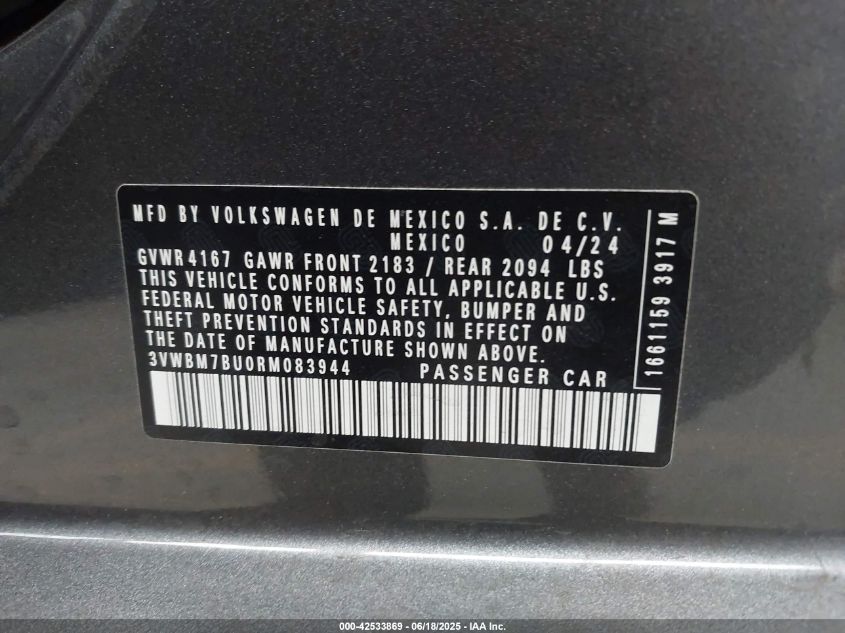 MFD BY VOLKSWAGEN DE MEXICO S.A. DE C.V.
MEXICO 04/24
GVWR 4167 GAWR FRONT 2183 / REAR 2094 LBS
THIS VEHICLE CONFORMS TO ALL APPLICABLE U.S.
FEDERAL MOTOR VEHICLE SAFETY, BUMPER AND
THEFT PREVENTION STANDARDS IN EFFECT ON
THE DATE OF MANUFACTURE SHOWN ABOVE.
3VWBM7BU0RM083944 PASSENGER CAR
1661159 3917 M
000-42533869 - 06/18/2025 - IAA Inc.